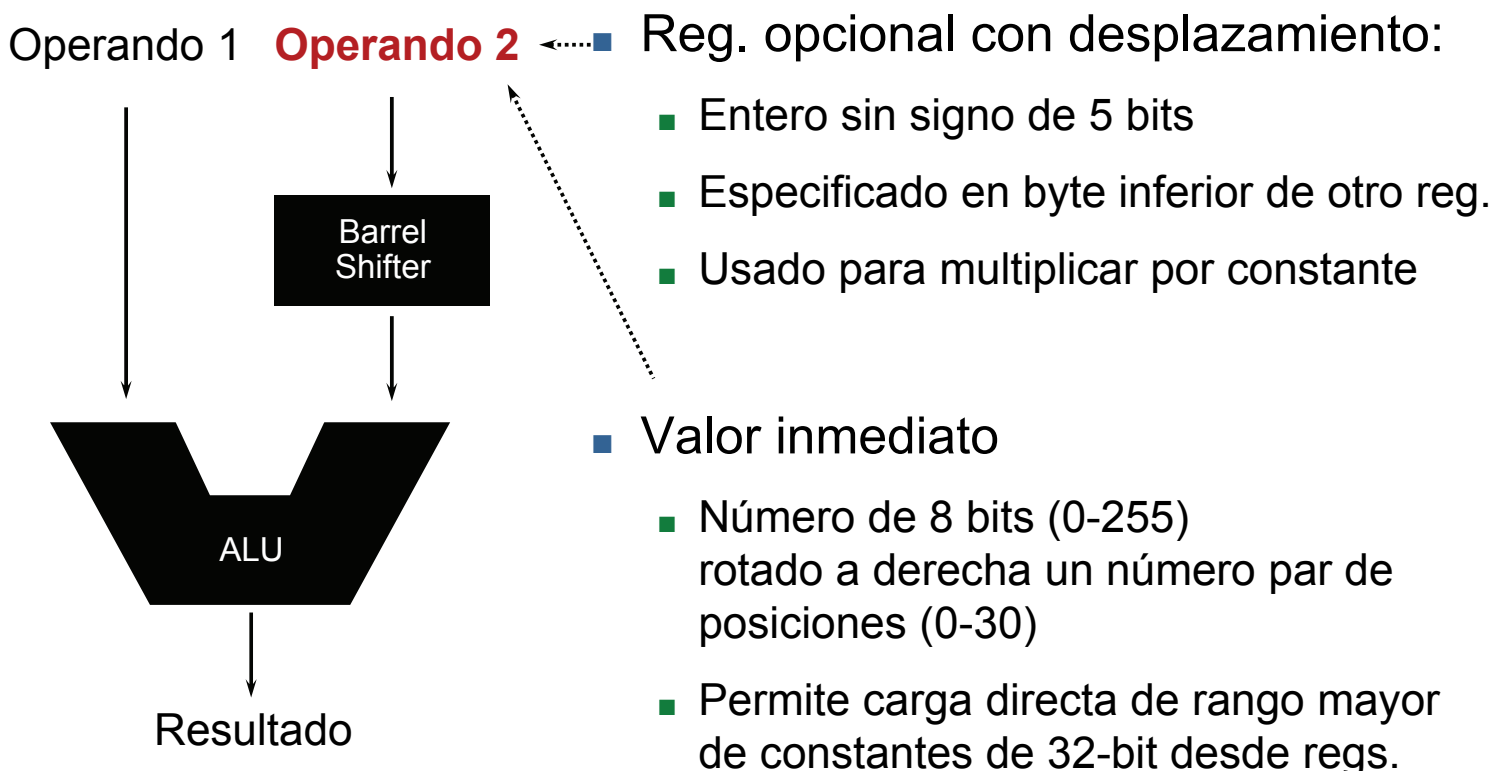 Operando 1 Operando 2
Barrel
Shifter
ALU
Resultado
Reg. opcional con desplazamiento:
Entero sin signo de 5 bits
Especificado en byte inferior de otro reg.
Usado para multiplicar por constante
Valor inmediato
Número de 8 bits (0-255)
rotado a derecha un número par de
posiciones (0-30)
Permite carga directa de rango mayor
de constantes de 32-bit desde regs.